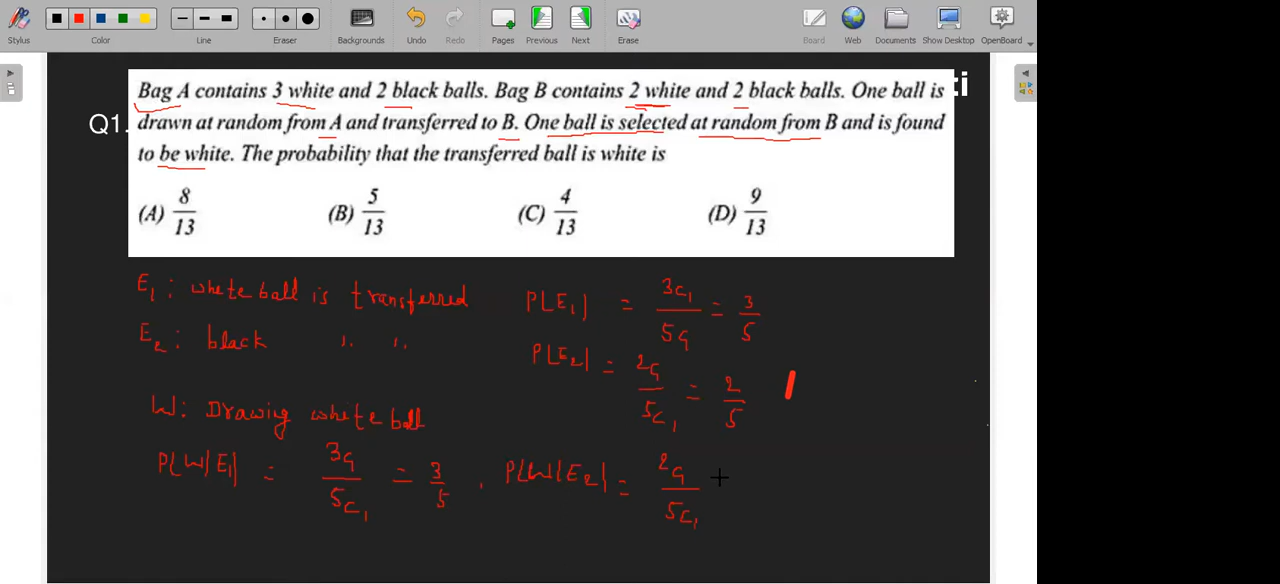 Stylus Color Line Eraser Backgrounds Undo Redo Pages Previous Next Erase Board Web Documents Show Desktop OpenBoard
ti
Q1.
Bag A contains 3 white and 2 black balls. Bag B contains 2 white and 2 black balls. One ball is
drawn at random from A and transferred to B. One ball is selected at random from B and is found
to be white. The probability that the transferred ball is white is
(A) 8/13 (B) 5/13 (C) 4/13 (D) 9/13
E₁ : white ball is transferred P(E₁) = 3C₁/5C₁ = 3/5
E₂ : black " " P(E₂) = 2C₁/5C₁ = 2/5
W: Drawing white ball
P(W|E₁) = 3C₁/5C₁ = 3/5 , P(W|E₂) = 2C₁/5C₁